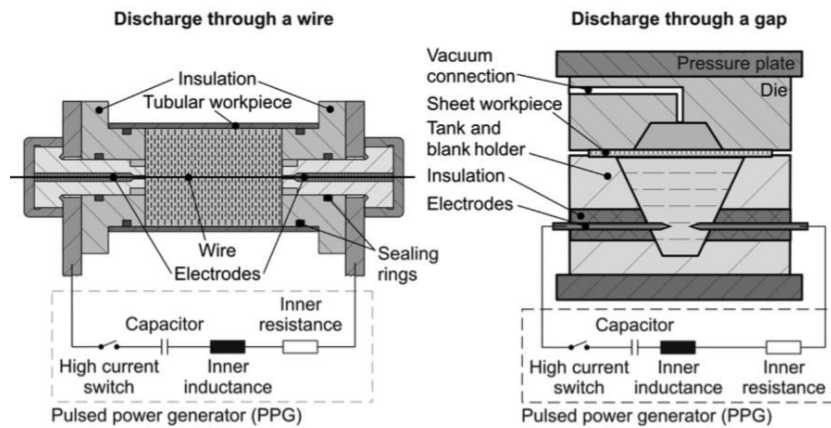 Discharge through a wire
Insulation
Tubular workpiece
Wire
Electrodes
Sealing
rings
Inner
resistance
Capacitor
High current
switch
Inner
inductance
Pulsed power generator (PPG)
Discharge through a gap
Vacuum
connection
Pressure plate
Die
Sheet workpiece
Tank and
blank holder
Insulation
Electrodes
Capacitor
High current
switch
Inner
inductance
Inner
resistance
Pulsed power generator (PPG)